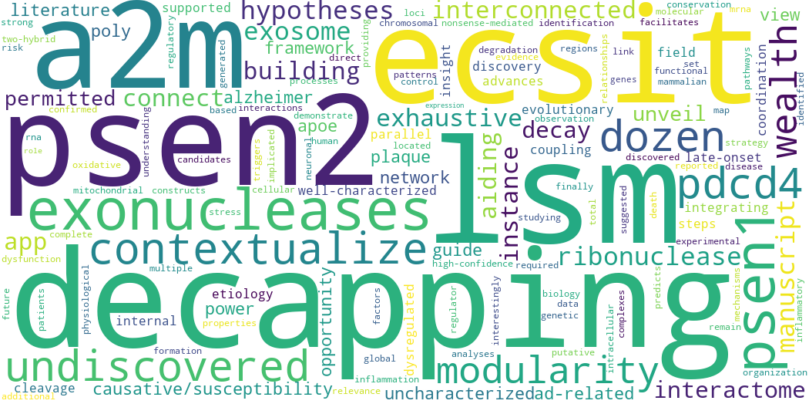 literature
strong
two-hybrid
risk
poly
supported
regulatory
a2m
generated
hypotheses
chromosomal
permitted
loci
nonsense-mediated
identification
facilitates
conservation
molecular
mrna
exosome
framework
direct
processes
building
interconnected
degradation
evidence
patterns
control
insight
discovery
advances
regions
link
genes
relationships
functional
mammalian
set
providing
pathways
map
field
view
coordination
wealth
identified
ecsit
connect
alzheimer
confirmed
rna
role
based
interactions
demonstrate
understanding
candidates
oxidative
triggers
implicated
neuronal
human
located
apoe
parallel
plaque
expression
exhaustive
decay
evolutionary
observation
coupling
dozen
unveil
strategy
discovered
late-onset
disease
integrating
psen2
mitochondrial
constructs
cellular
well-characterized
network
aiding
instance
lsm
finally
studying
total
suggested
death
pdcd4
steps
experimental
manuscript
psen1
mechanisms
inflammatory
exonucleases
stress
app
complete
dysfunction
contextualize
guide
high-confidence
required
ribonuclease
predicts
remain
organization
decapping
multiple
future
patients
physiological
etiology
power
properties
internal
formation
opportunity
factors
global
dysregulated
regulator
interestingly
biology
data
genetic
intracellular
complexes
putative
undiscovered
inflammation
relevance
analyses
modularity
interactome
cleavage
additional
causative/susceptibility
uncharacterized
ad-related